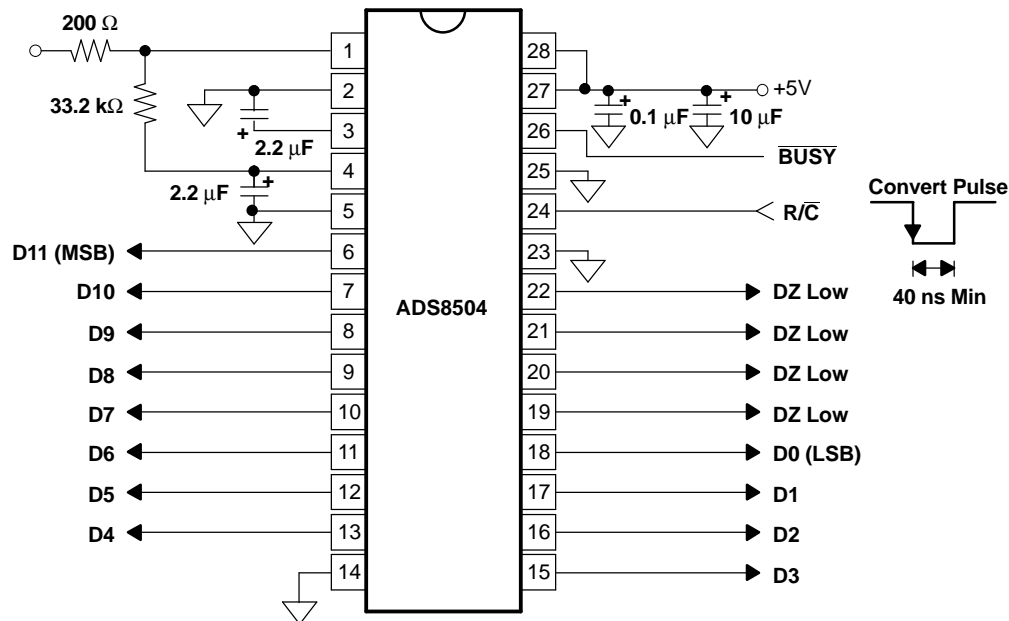 200 Ω
33.2 kΩ
2.2 µF
2.2 µF
+
+
1
2
3
4
5
6
7
8
9
10
11
12
13
14
D11 (MSB)
D10
D9
D8
D7
D6
D5
D4
ADS8504
28
27
26
25
24
23
22
21
20
19
18
17
16
15
+
+
+5V
0.1 µF
10 µF
BUSY
R/C
DZ Low
DZ Low
DZ Low
DZ Low
D0 (LSB)
D1
D2
D3
Convert Pulse
40 ns Min